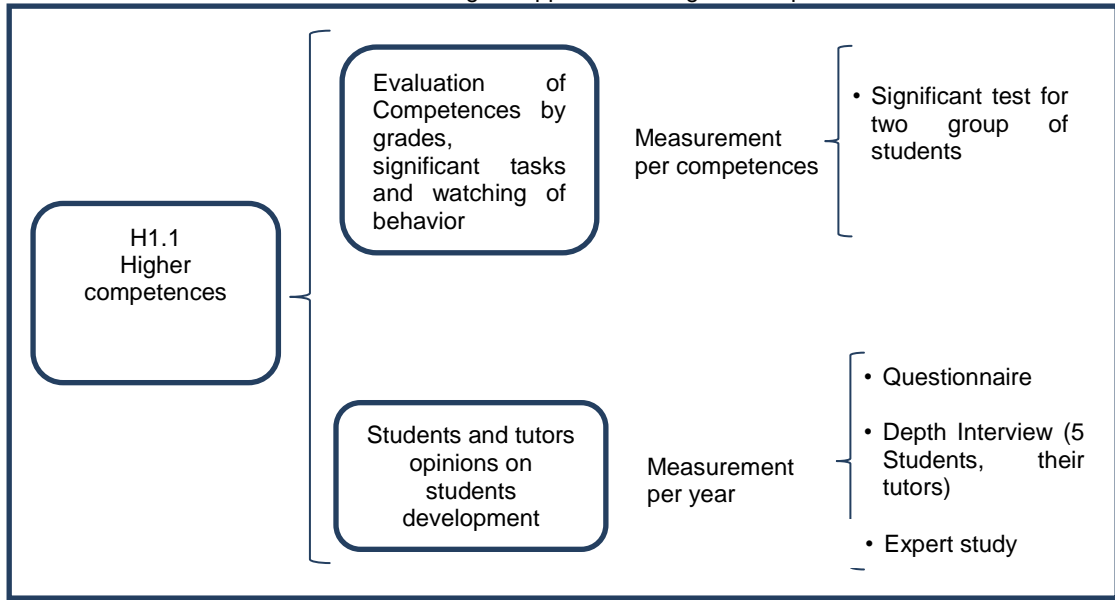 H1.1
Higher
competences
Evaluation of
Competences by
grades,
significant tasks
and watching of
behavior
Measurement
per competences
• Significant test for
two group of
students
Students and tutors
opinions on
students
development
Measurement
per year
• Questionnaire
• Depth Interview (5
Students, their
tutors)
• Expert study